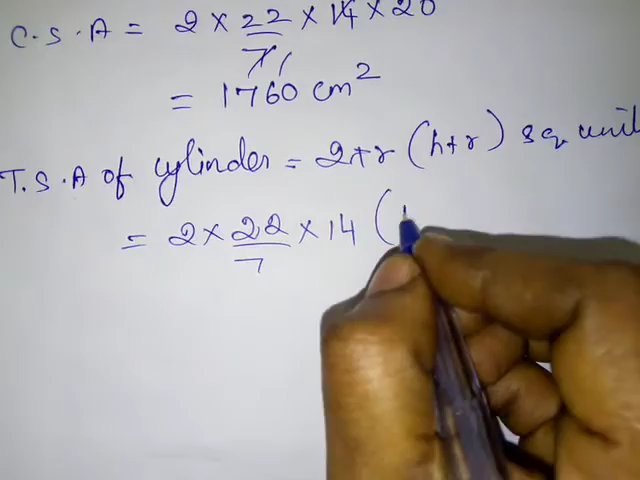 C.S.A = 2 × 22/7 × 14 × 20
= 1760 cm²
T.S.A of cylinder = 2πr (h+r) sq unit
= 2 × 22/7 × 14 (